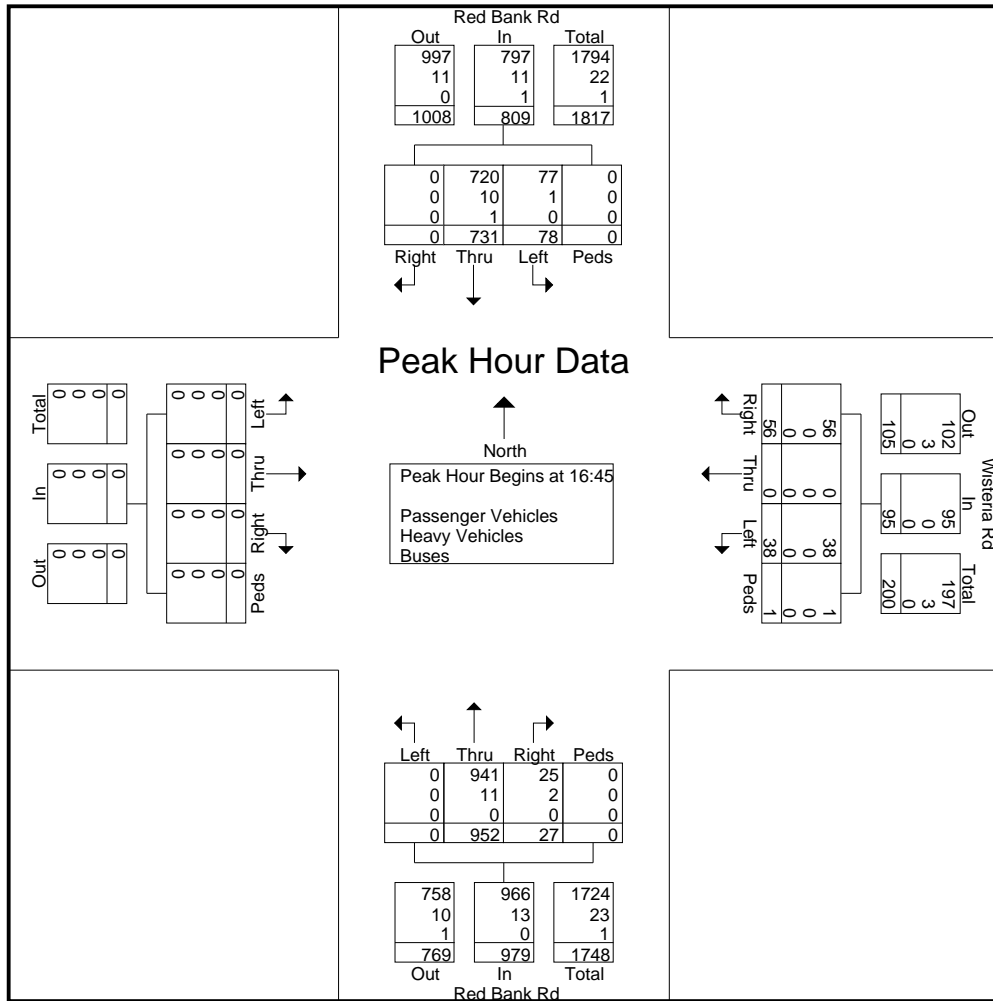 Red Bank Rd
Out In Total
997 797 1794
11 11 22
0 1 1
1008 809 1817
0 720 77 0
0 10 1 0
0 1 0 0
0 731 78 0
Right Thru Left Peds
Peak Hour Data
North
Peak Hour Begins at 16:45
Passenger Vehicles
Heavy Vehicles
Buses
Total In Out
0 0 0 0
0 0 0 0
0 0 0 0
0 0 0 0
0 0 0 0
0 0 0 0
0 0 0 0
Left Thru Right Peds
Wisteria Rd
Out In Total
102 95 197
3 0 3
0 0 0
105 95 200
56 0 38 1
0 0 0 0
0 0 0 0
56 0 38 1
Right Thru Left Peds
Left Thru Right Peds
0 941 25 0
0 11 2 0
0 0 0 0
0 952 27 0
758 966 1724
10 13 23
1 0 1
769 979 1748
Out In Total
Red Bank Rd